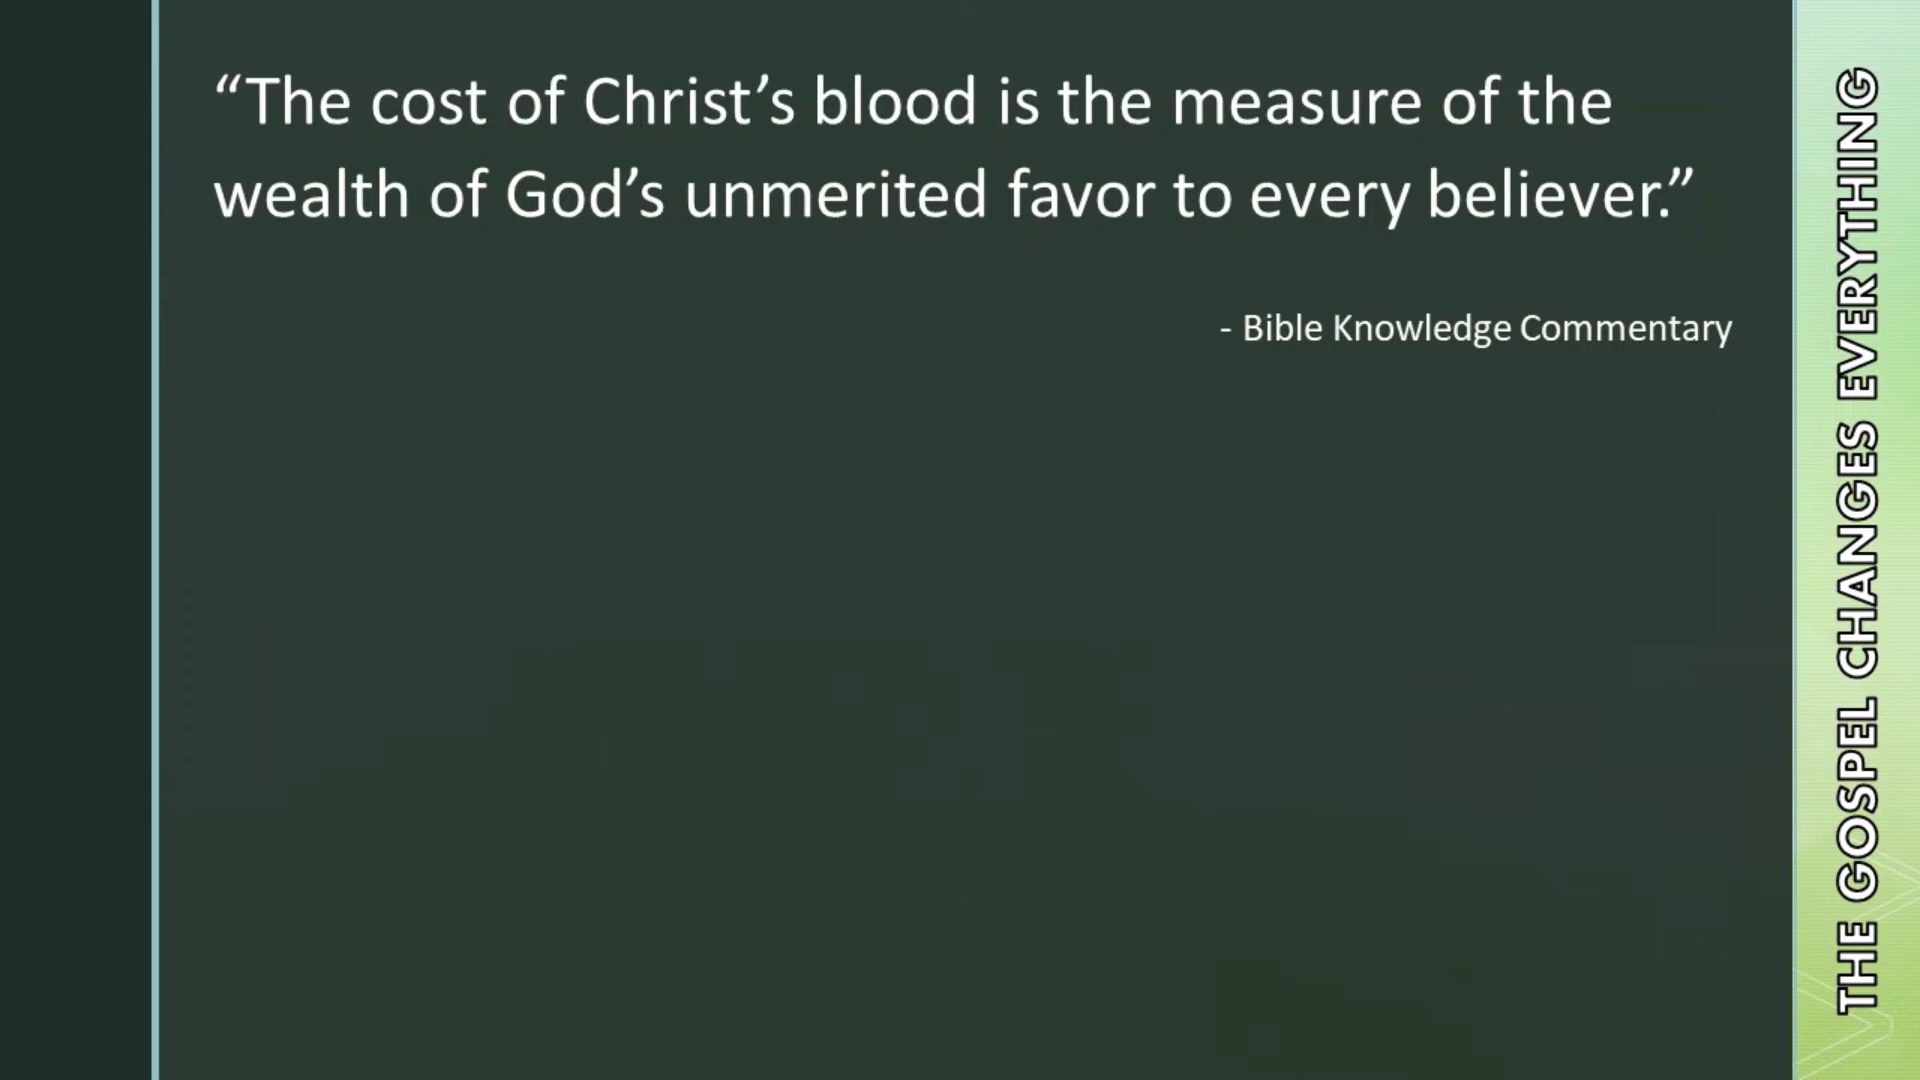 “The cost of Christ’s blood is the measure of the
wealth of God’s unmerited favor to every believer.”
- Bible Knowledge Commentary
THE GOSPEL CHANGES EVERYTHING